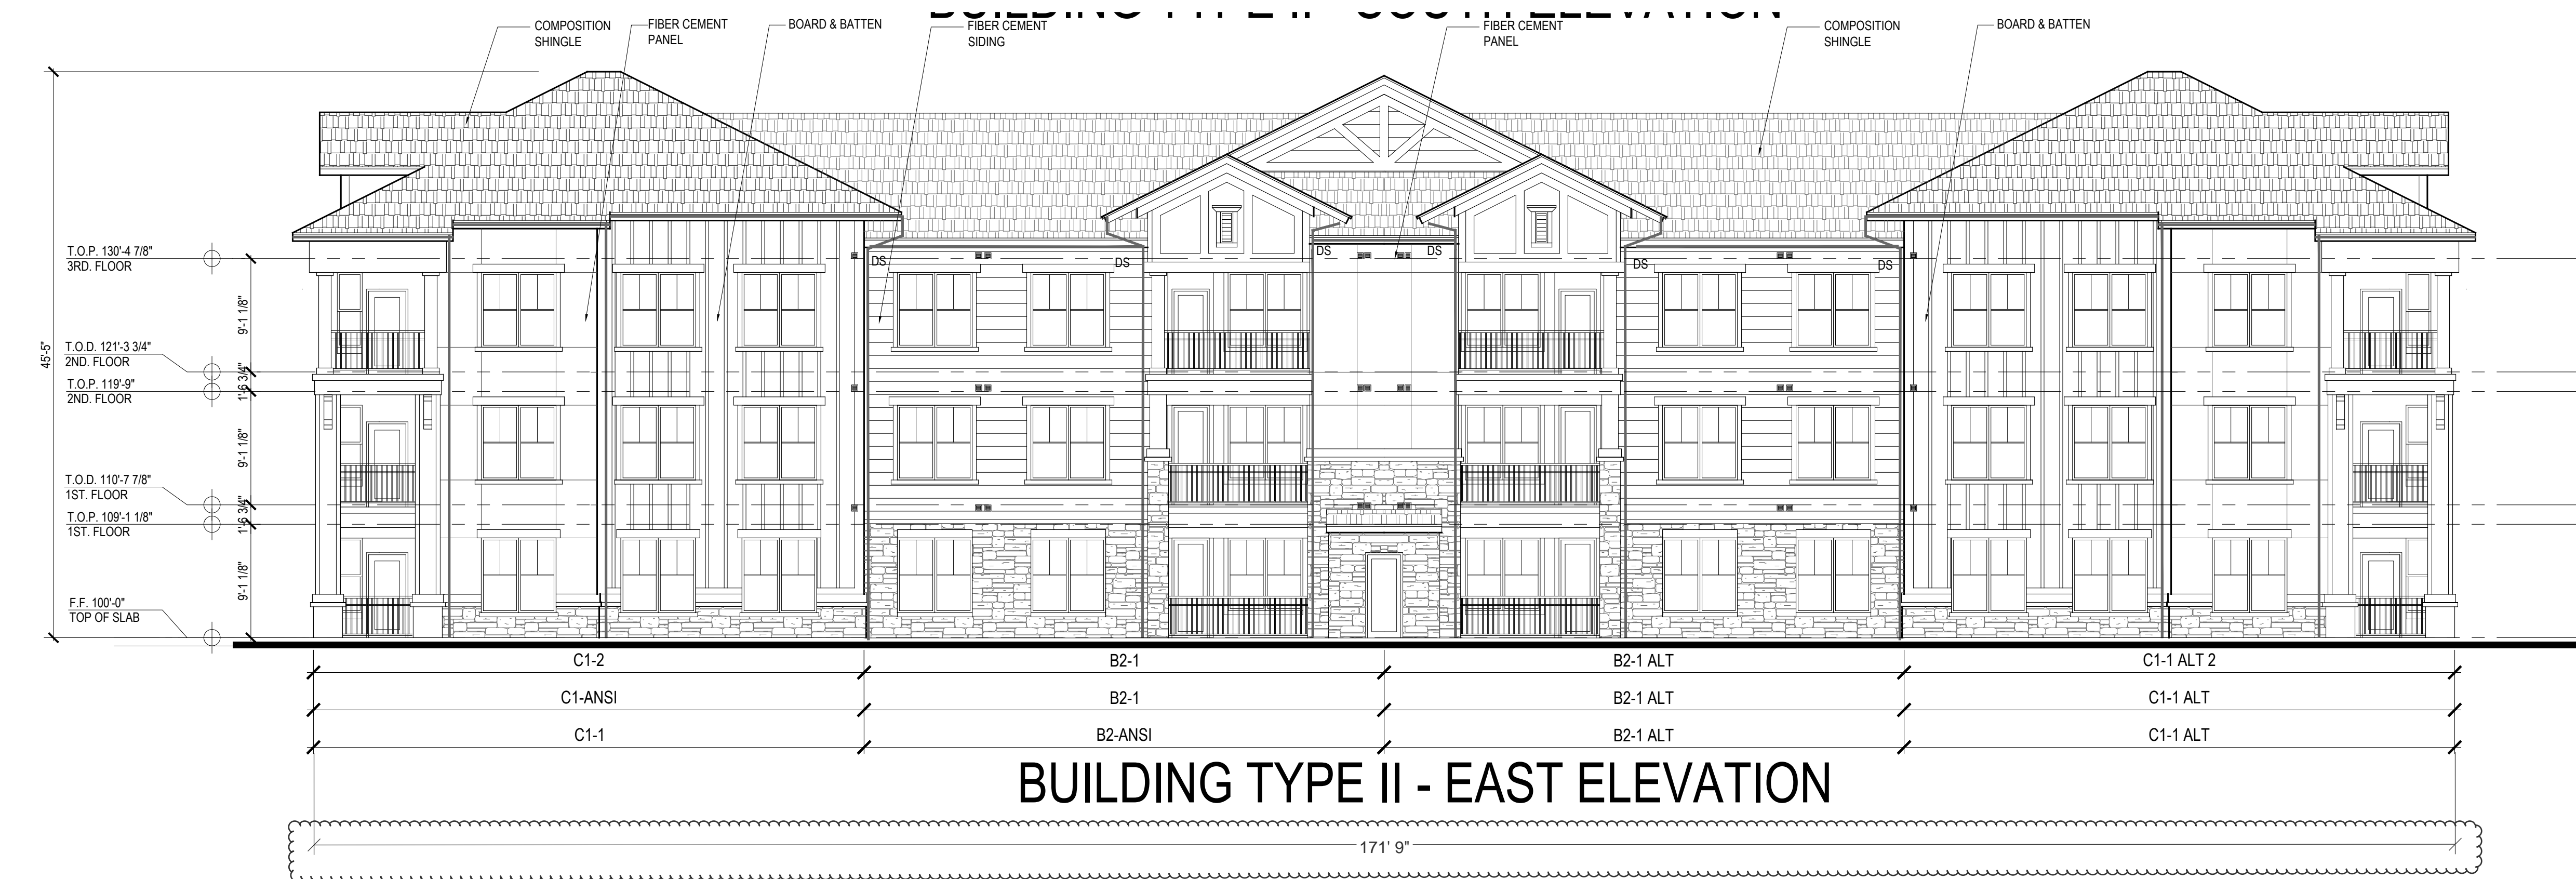 BUILDING TYPE II - SOUTH ELEVATION
COMPOSITION
SHINGLE
FIBER CEMENT
PANEL
BOARD & BATTEN
FIBER CEMENT
SIDING
FIBER CEMENT
PANEL
COMPOSITION
SHINGLE
BOARD & BATTEN
45'-5"
T.O.P. 130'-4 7/8"
3RD. FLOOR
9'-1 1/8"
T.O.D. 121'-3 3/4"
2ND. FLOOR
1'-6 3/4"
T.O.P. 119'-9"
2ND. FLOOR
9'-1 1/8"
T.O.D. 110'-7 7/8"
1ST. FLOOR
1'-6 3/4"
T.O.P. 109'-1 1/8"
1ST. FLOOR
9'-1 1/8"
F.F. 100'-0"
TOP OF SLAB
DS
DS
DS
DS
DS
DS
C1-2
B2-1
B2-1 ALT
C1-1 ALT 2
C1-ANSI
B2-1
B2-1 ALT
C1-1 ALT
C1-1
B2-ANSI
B2-1 ALT
C1-1 ALT
BUILDING TYPE II - EAST ELEVATION
171' 9"